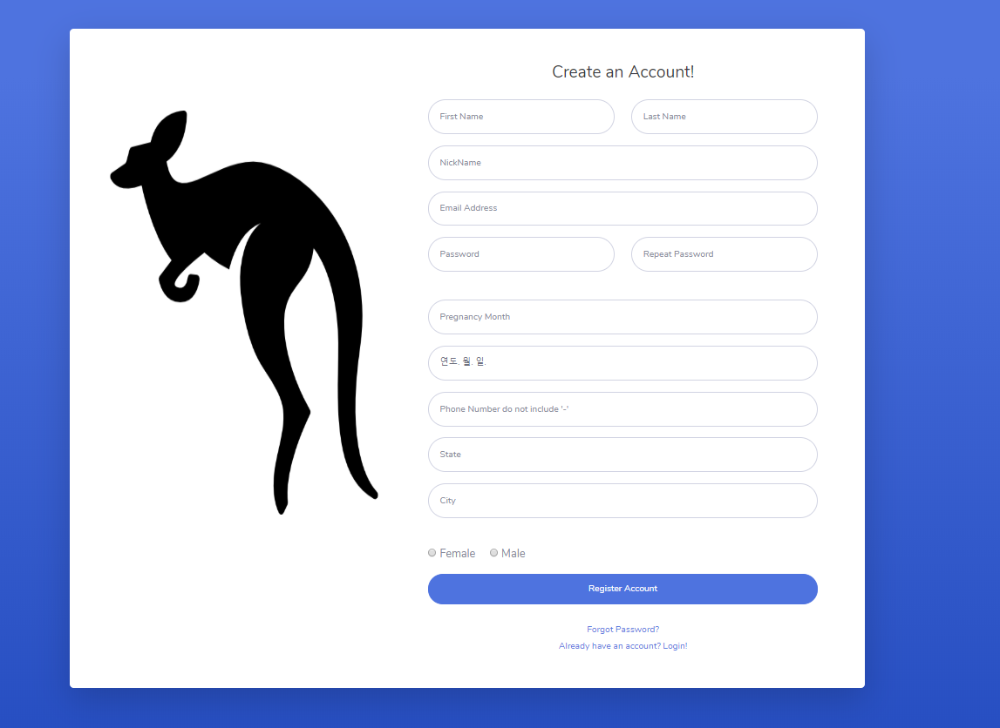 Create an Account!
First Name Last Name
NickName
Email Address
Password Repeat Password
Pregnancy Month
연도. 월. 일.
Phone Number do not include '-'
State
City
Female Male
Register Account
Forgot Password?
Already have an account? Login!